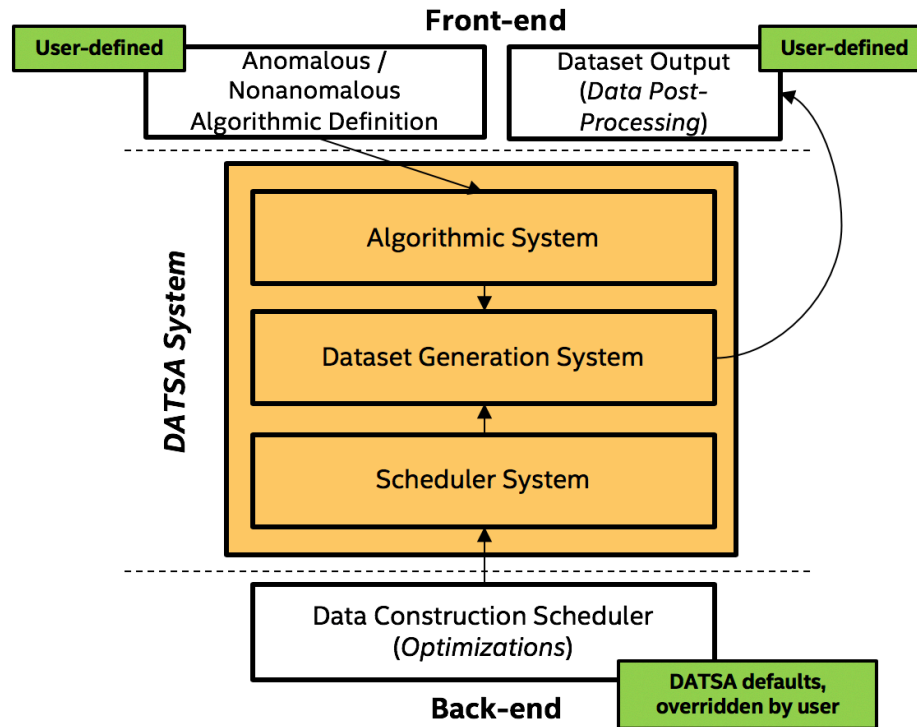 Front-end
User-defined
User-defined
Anomalous /
Nonanomalous
Algorithmic Definition
Dataset Output
(Data Post-
Processing)
DATSA System
Algorithmic System
Dataset Generation System
Scheduler System
Data Construction Scheduler
(Optimizations)
DATSA defaults,
overridden by user
Back-end